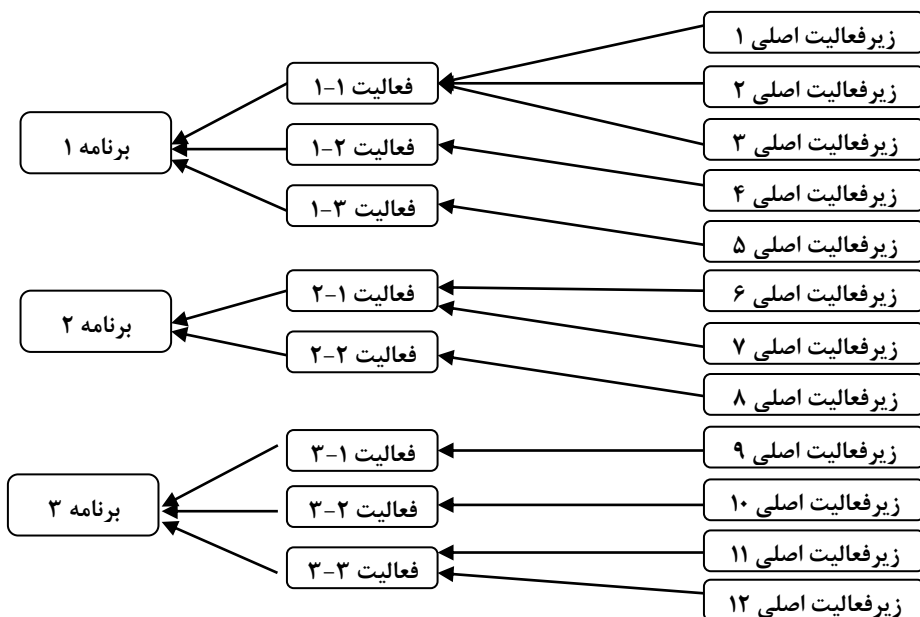 زیرفعالیت اصلی ۱
زیرفعالیت اصلی ۲
زیرفعالیت اصلی ۳
زیرفعالیت اصلی ۴
زیرفعالیت اصلی ۵
زیرفعالیت اصلی ۶
زیرفعالیت اصلی ۷
زیرفعالیت اصلی ۸
زیرفعالیت اصلی ۹
زیرفعالیت اصلی ۱۰
زیرفعالیت اصلی ۱۱
زیرفعالیت اصلی ۱۲
فعالیت ۱-۱
فعالیت ۲-۱
فعالیت ۳-۱
فعالیت ۱-۲
فعالیت ۲-۲
فعالیت ۱-۳
فعالیت ۲-۳
فعالیت ۳-۳
برنامه ۱
برنامه ۲
برنامه ۳